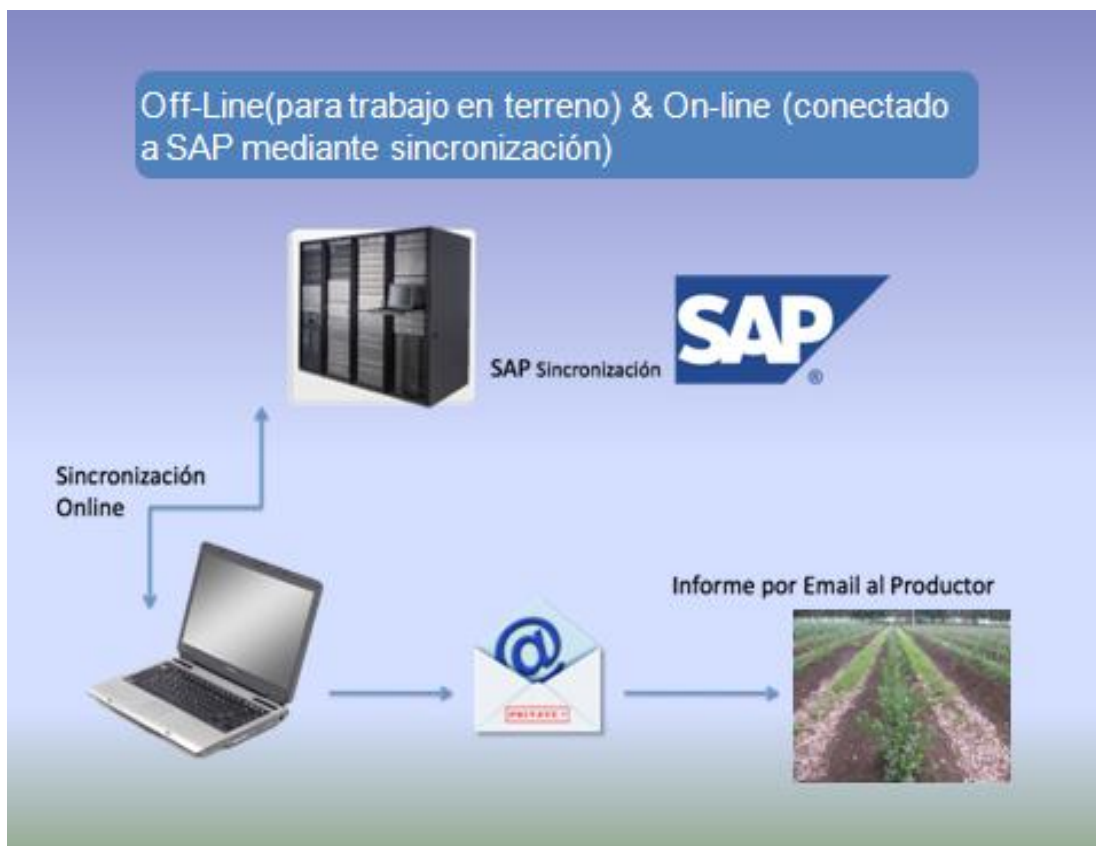 Off-Line(para trabajo en terreno) & On-line (conectado
a SAP mediante sincronización)
SAP Sincronización
SAP
®
Sincronización
Online
Informe por Email al Productor
@
PRIVATE